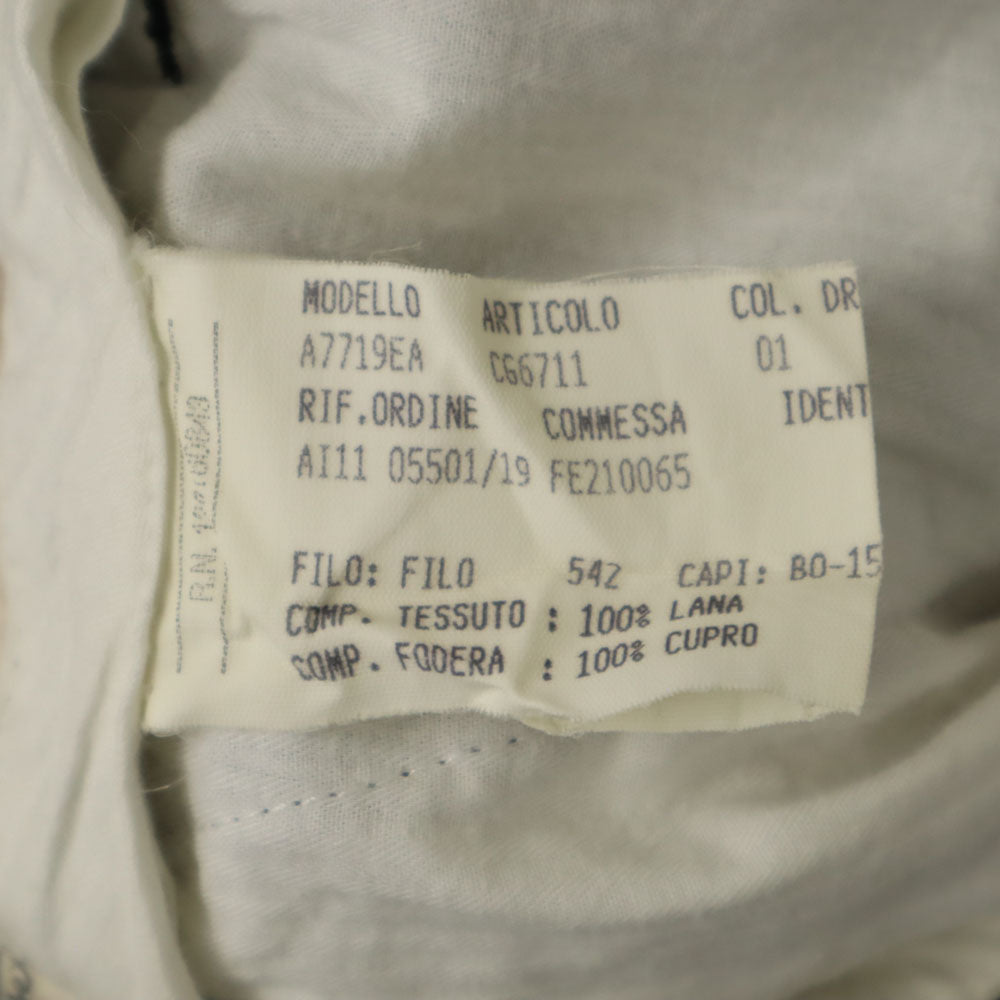 MODELLO ARTICOLO COL. DR
A7719EA CG6711 01
RIF.ORDINE COMMESSA IDENT
AI11 05501/19 FE210065
FILO: FILO 542 CAPI: BO-15
COMP. TESSUTO : 100% LANA
COMP. FODERA : 100% CUPRO
R.N.